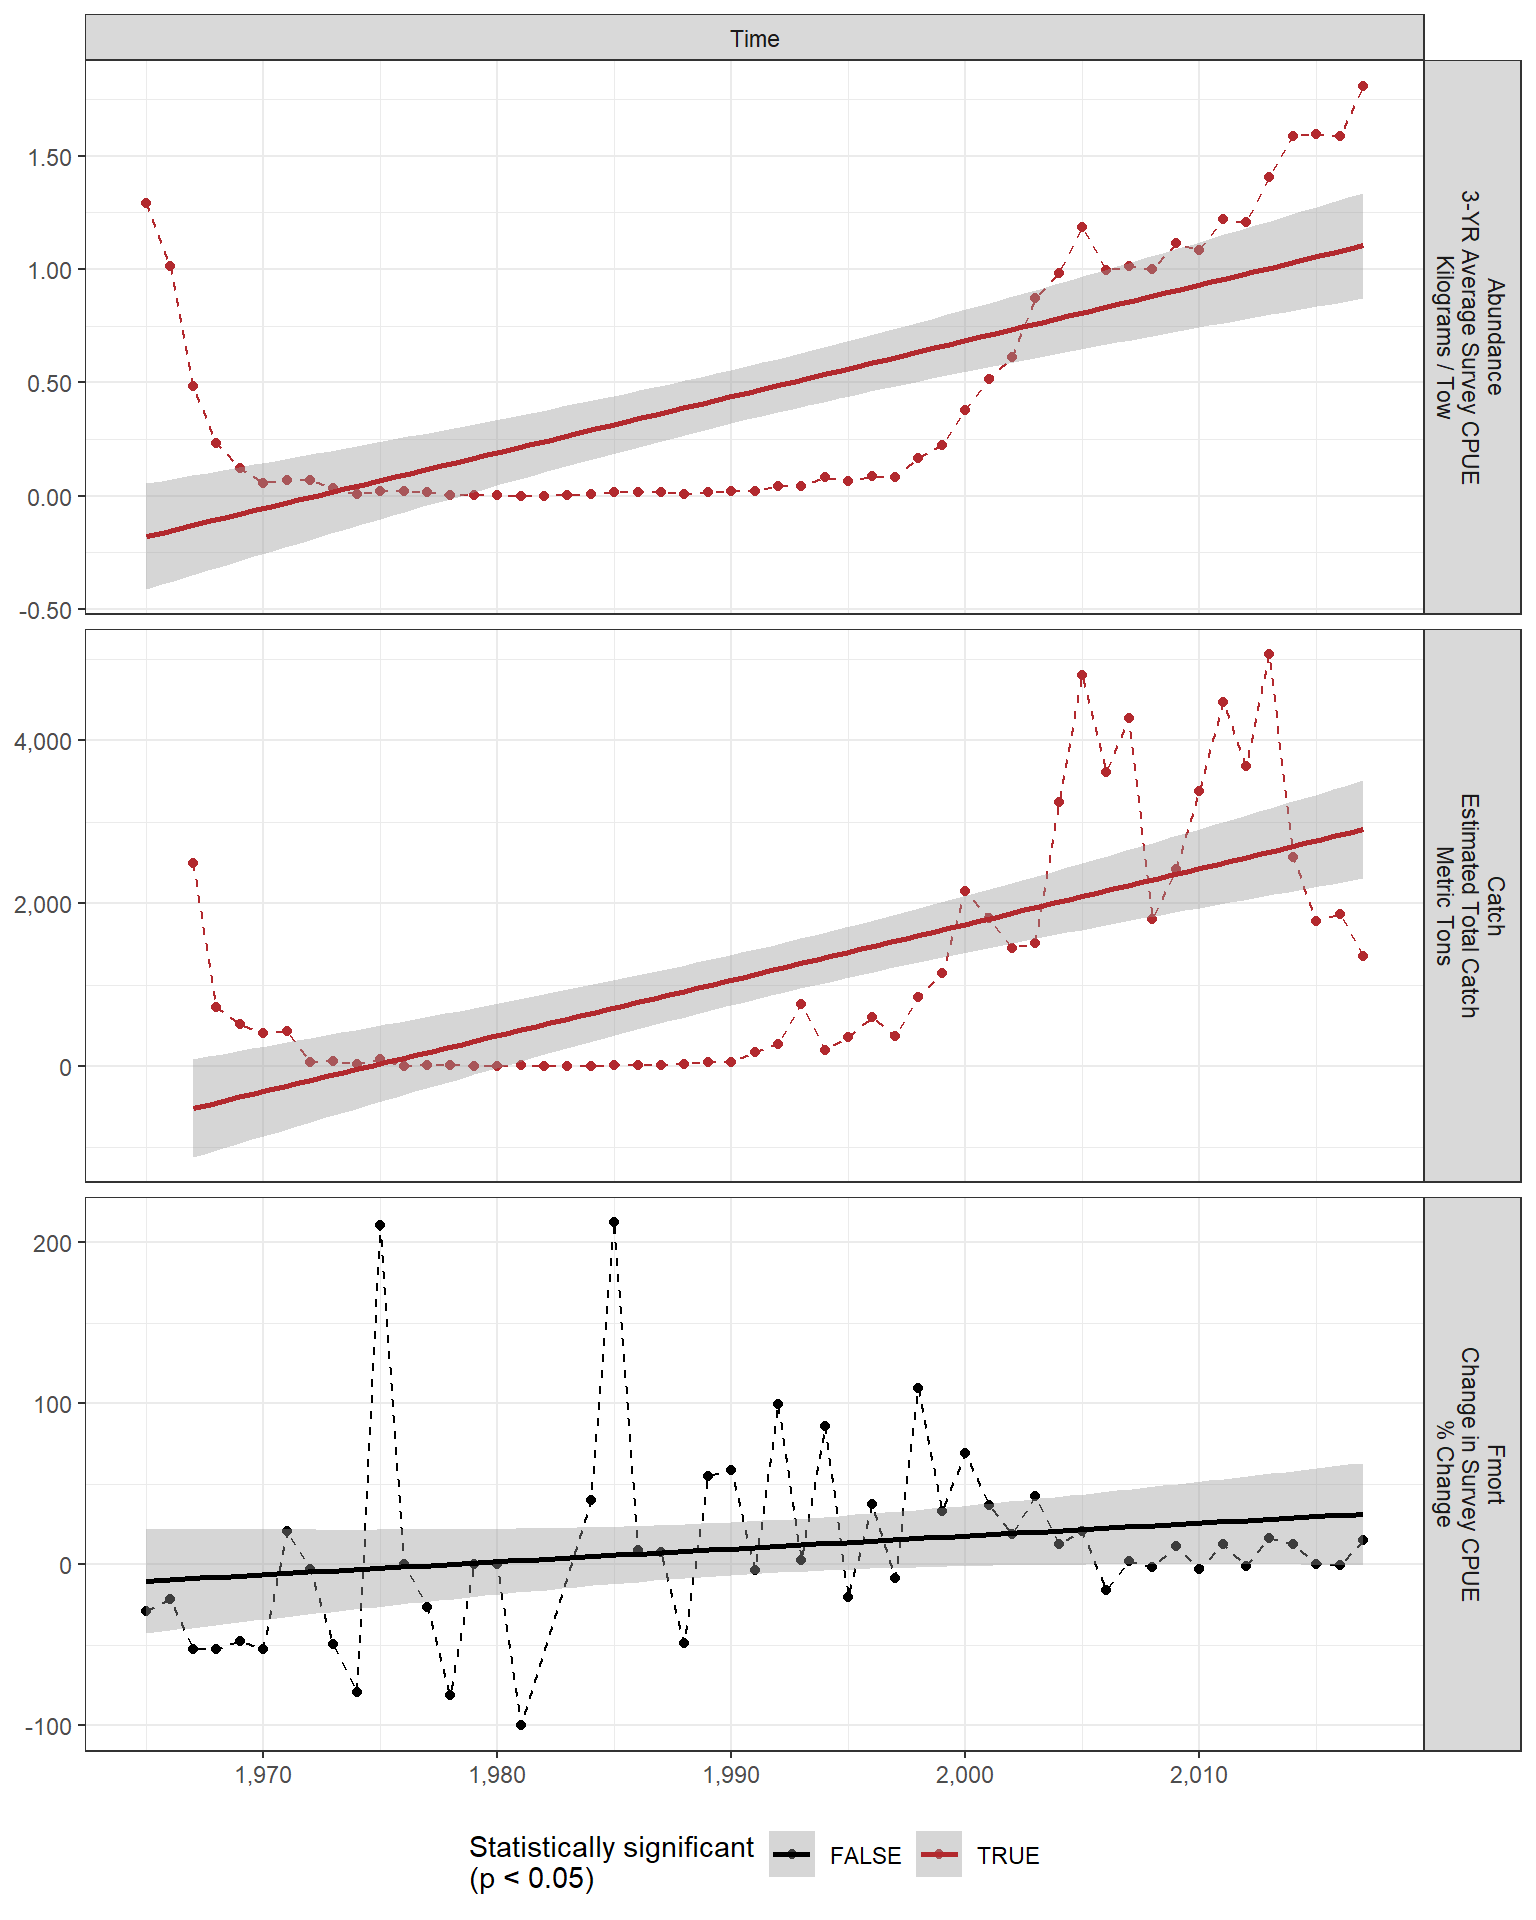 Time
1.50
1.00
0.50
0.00
-0.50
Abundance
3-YR Average Survey CPUE
Kilograms / Tow
4,000
2,000
0
Catch
Estimated Total Catch
Metric Tons
200
100
0
-100
Fmort
Change in Survey CPUE
% Change
1,970
1,980
1,990
2,000
2,010
Statistically significant
(p < 0.05)
FALSE
TRUE